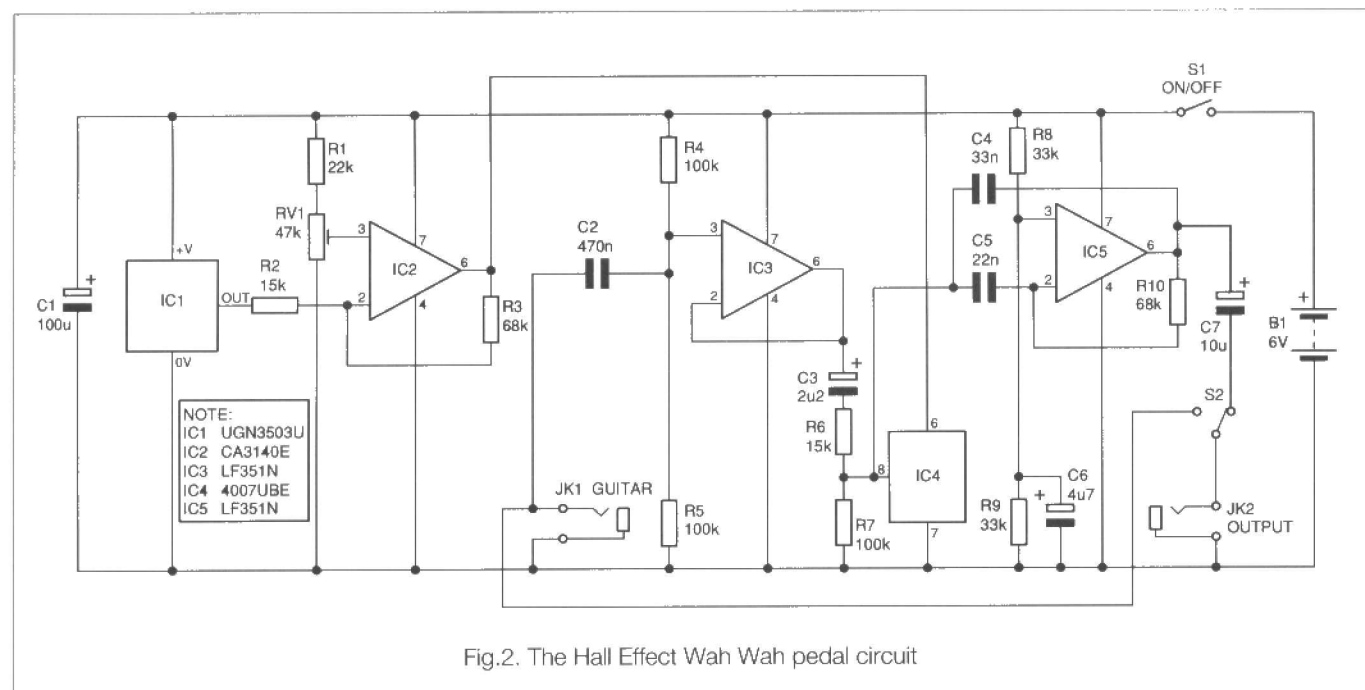 S1
ON/OFF
R1
22k
R4
100k
C4
33n
R8
33k
+V
RV1
47k
3
7
IC2
6
2
4
C2
470n
3
7
IC3
6
2
4
C5
22n
3
7
IC5
6
2
4
R10
68k
+
C7
10u
+
B1
6V
+
C1
100u
IC1
OUT
R2
15k
R3
68k
0V
+
C3
2u2
R6
15k
6
8
IC4
7
S2
NOTE:
IC1 UGN3503U
IC2 CA3140E
IC3 LF351N
IC4 4007UBE
IC5 LF351N
JK1 GUITAR
R5
100k
R7
100k
R9
33k
+
C6
4u7
JK2
OUTPUT
Fig.2. The Hall Effect Wah Wah pedal circuit